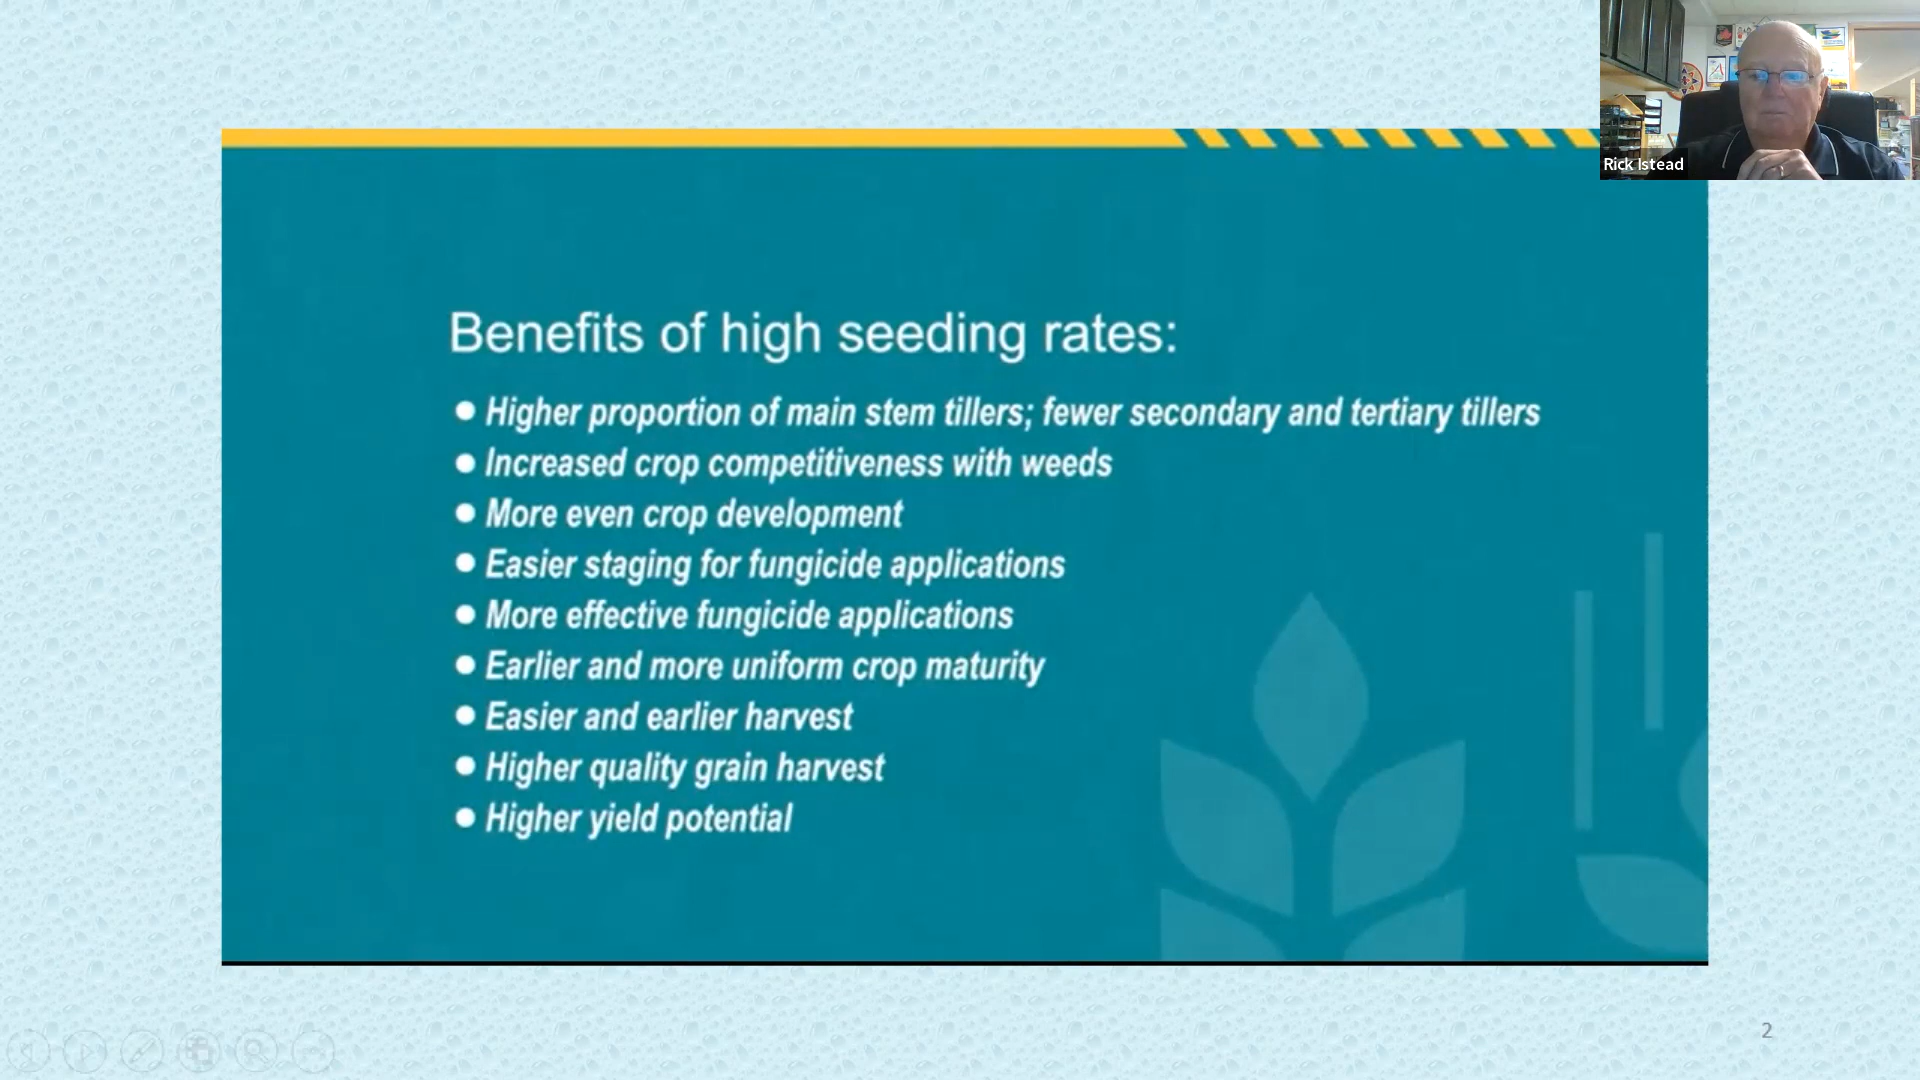 Rick Istead
Benefits of high seeding rates:
● Higher proportion of main stem tillers; fewer secondary and tertiary tillers
● Increased crop competitiveness with weeds
● More even crop development
● Easier staging for fungicide applications
● More effective fungicide applications
● Earlier and more uniform crop maturity
● Easier and earlier harvest
● Higher quality grain harvest
● Higher yield potential
2